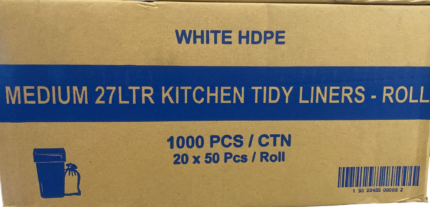 WHITE HDPE
MEDIUM 27LTR KITCHEN TIDY LINERS - ROLL
1000 PCS / CTN
20 x 50 Pcs / Roll